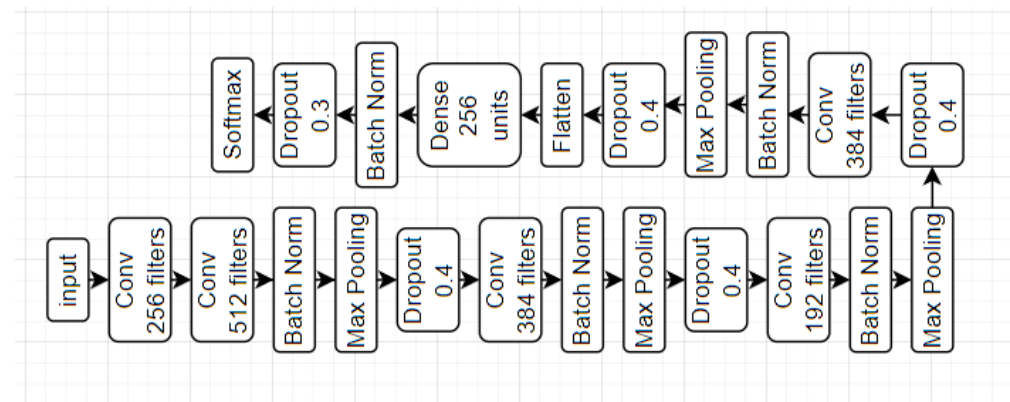 input
Conv
256 filters
Conv
512 filters
Batch Norm
Max Pooling
Dropout
0.4
Conv
384 filters
Batch Norm
Max Pooling
Dropout
0.4
Conv
192 filters
Batch Norm
Max Pooling
Dropout
0.4
Conv
384 filters
Batch Norm
Max Pooling
Dropout
0.4
Flatten
Dense
256
units
Batch Norm
Dropout
0.3
Softmax